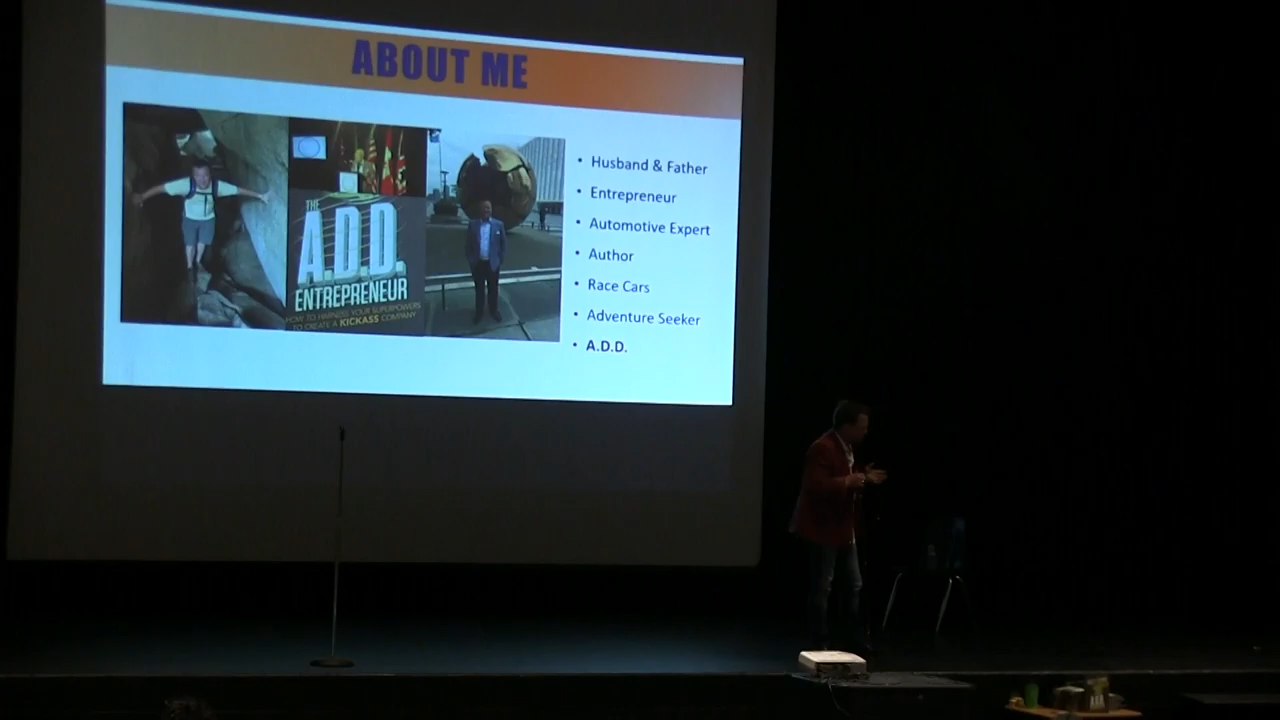 ABOUT ME
THE
A.D.D.
ENTREPRENEUR
HOW TO HARNESS YOUR SUPERPOWERS
TO CREATE A KICKASS COMPANY
• Husband & Father
• Entrepreneur
• Automotive Expert
• Author
• Race Cars
• Adventure Seeker
• A.D.D.